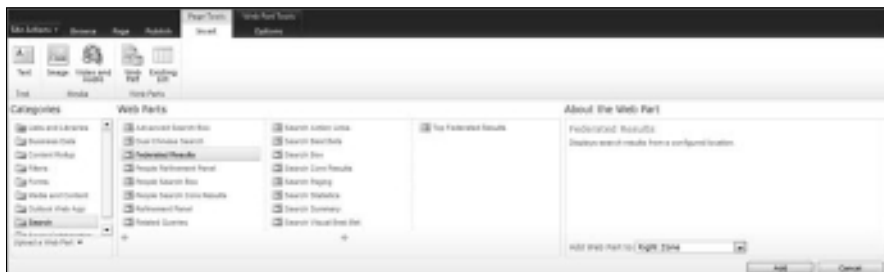 Page Tools Web Part Tools
Site Actions Browse Page Publish Insert Options
Text Image Video and Audio Web Part Existing List
Text Media Web Parts
Categories Web Parts About the Web Part
Lists and Libraries
Business Data
Content Rollup
Filters
Forms
Media and Content
Outlook Web App
Search
Upload a Web Part
Advanced Search Box
Dual Chinese Search
Federated Results
People Refinement Panel
People Search Box
People Search Core Results
Refinement Panel
Related Queries
Search Action Links
Search Best Bets
Search Box
Search Core Results
Search Paging
Search Statistics
Search Summary
Search Visual Best Bet
Top Federated Results
Federated Results
Displays search results from a configured location.
Add Web Part to: Right Zone
Add Cancel